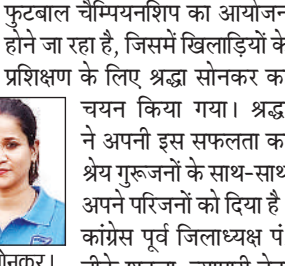 फुटबाल चैम्पियनशिप का आयोजन
होने जा रहा है, जिसमें खिलाड़ियों के
प्रशिक्षण के लिए श्रद्धा सोनकर क
चयन किया गया। श्रद्ध
ने अपनी इस सफलता क
श्रेय गुरूजनों के साथ-साथ
अपने परिजनों को दिया है
कांग्रेस पूर्व जिलाध्यक्ष पं
ोनकर।